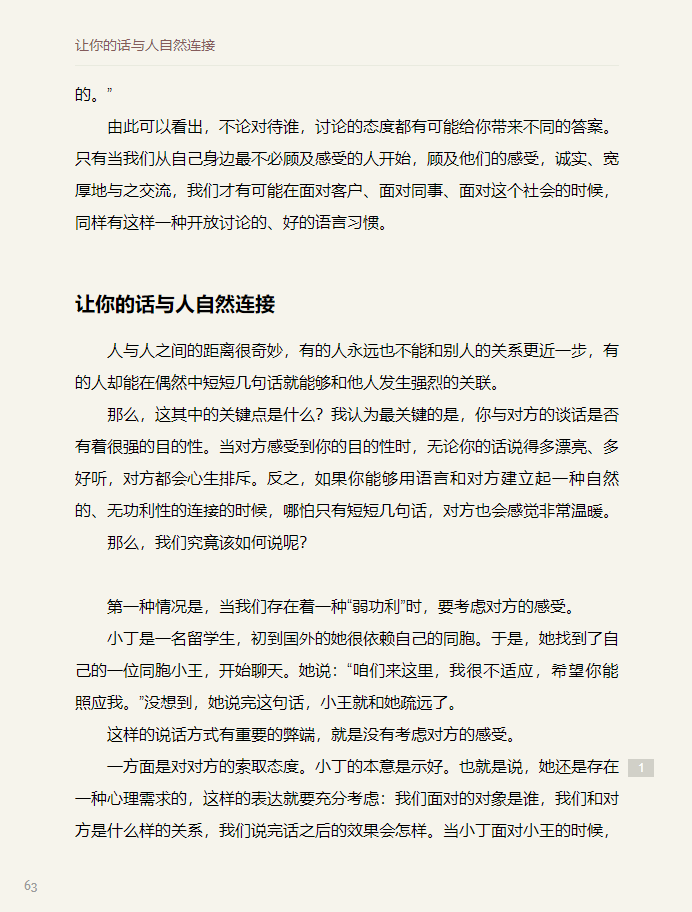 让你的话与人自然连接
的。”
由此可以看出，不论对待谁，讨论的态度都有可能给你带来不同的答案。
只有当我们从自己身边最不必顾及感受的人开始，顾及他们的感受，诚实、宽
厚地与之交流，我们才有可能在面对客户、面对同事、面对这个社会的时候，
同样有这样一种开放讨论的、好的语言习惯。
让你的话与人自然连接
人与人之间的距离很奇妙，有的人永远也不能和别人的关系更近一步，有
的人却能在偶然中短短几句话就能够和他人发生强烈的关联。
那么，这其中的关键点是什么？我认为最关键的是，你与对方的谈话是否
有着很强的目的性。当对方感受到你的目的性时，无论你的话说得多漂亮、多
好听，对方都会心生排斥。反之，如果你能够用语言和对方建立起一种自然
的、无功利性的连接的时候，哪怕只有短短几句话，对方也会感觉非常温暖。
那么，我们究竟该如何说呢？
第一种情况是，当我们存在着一种“弱功利”时，要考虑对方的感受。
小丁是一名留学生，初到国外的她很依赖自己的同胞。于是，她找到了自
己的一位同胞小王，开始聊天。她说：“咱们来这里，我很不适应，希望你能
照应我。”没想到，她说完这句话，小王就和她疏远了。
这样的说话方式有重要的弊端，就是没有考虑对方的感受。
一方面是对对方的索取态度。小丁的本意是示好。也就是说，她还是存在
1
一种心理需求的，这样的表达就要充分考虑：我们面对的对象是谁，我们和对
方是什么样的关系，我们说完话之后的效果会怎样。当小丁面对小王的时候，
63